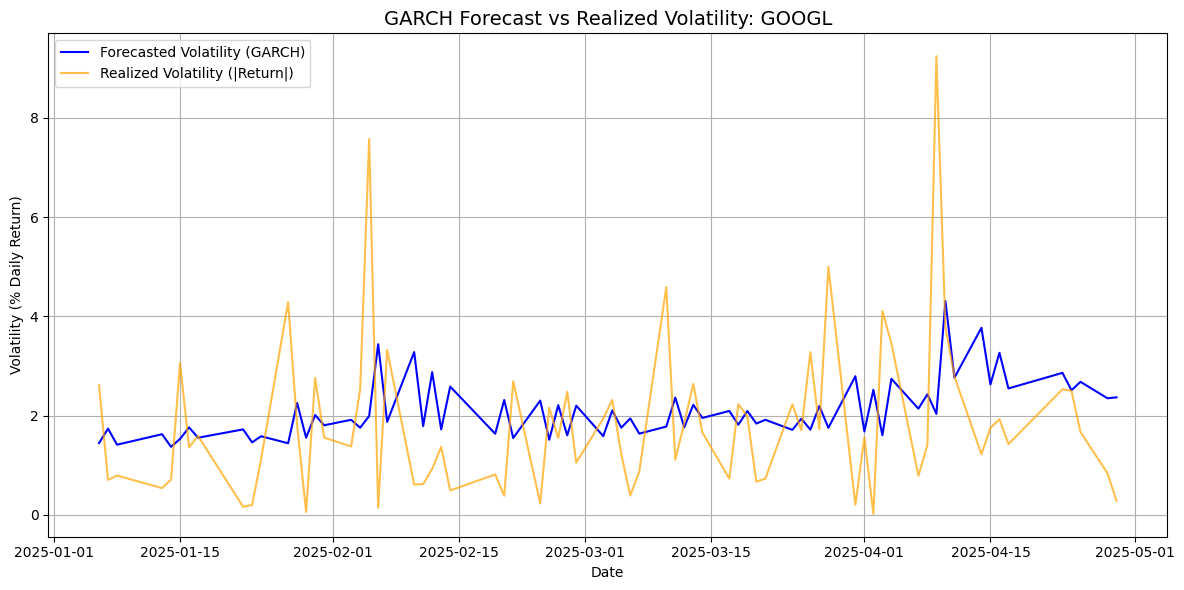 GARCH Forecast vs Realized Volatility: GOOGL
Forecasted Volatility (GARCH)
Realized Volatility (|Return|)
Volatility (% Daily Return)
8
6
4
2
0
2025-01-01
2025-01-15
2025-02-01
2025-02-15
2025-03-01
2025-03-15
2025-04-01
2025-04-15
2025-05-01
Date